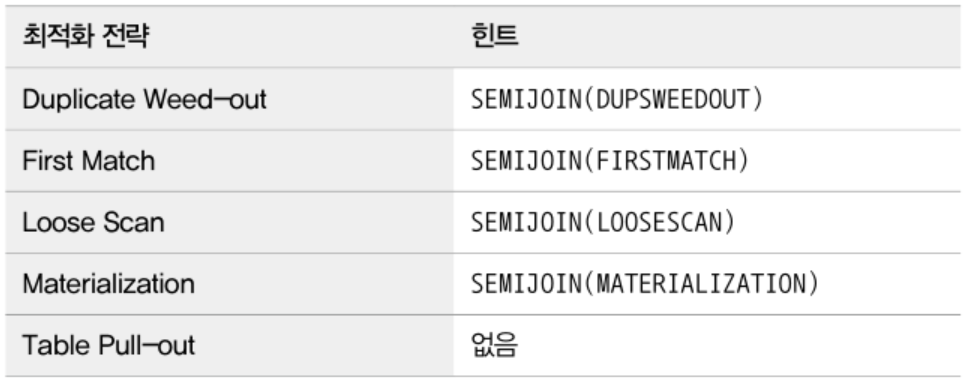 최적화 전략 힌트
Duplicate Weed-out SEMIJOIN(DUPSWEEDOUT)
First Match SEMIJOIN(FIRSTMATCH)
Loose Scan SEMIJOIN(LOOSESCAN)
Materialization SEMIJOIN(MATERIALIZATION)
Table Pull-out 없음